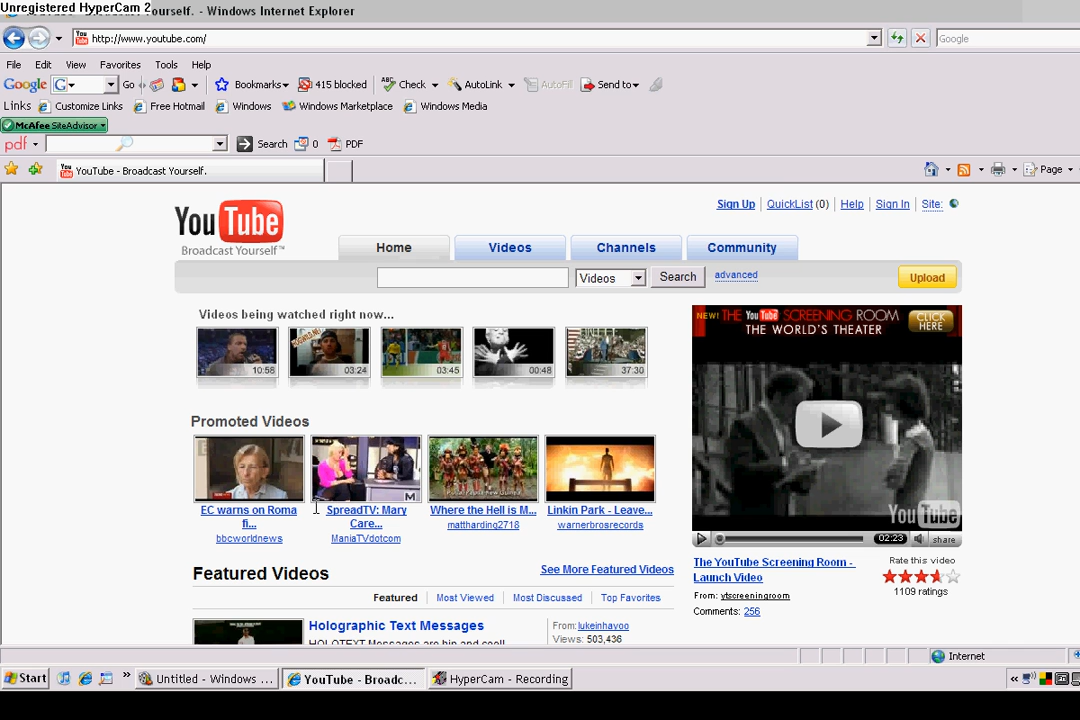 Unregistered HyperCam 2
ourself. - Windows Internet Explorer
http://www.youtube.com/
Google
File Edit View Favorites Tools Help
Google G Go Bookmarks 415 blocked Check AutoLink AutoFill Send to
Links Customize Links Free Hotmail Windows Windows Marketplace Windows Media
McAfee SiteAdvisor
pdf Search 0 PDF
YouTube - Broadcast Yourself.
Page
Sign Up QuickList (0) Help Sign In Site:
YouTube
Broadcast Yourself™
Home Videos Channels Community
Videos Search advanced Upload
Videos being watched right now...
10:58 03:24 03:45 00:48 37:30
NEW! THE YouTube SCREENING ROOM
THE WORLD'S THEATER
CLICK HERE
Promoted Videos
EC warns on Roma fi...
bbcworldnews
SpreadTV: Mary Care...
ManiaTVdotcom
Where the Hell is M...
mattharding2718
Linkin Park - Leave...
warnerbrosrecords
YouTube
02:23 share
The YouTube Screening Room - Launch Video
From: ytscreeningroom
Comments: 256
Rate this video
1109 ratings
Featured Videos
See More Featured Videos
Featured Most Viewed Most Discussed Top Favorites
Holographic Text Messages
HOLOTEXT Messages are hip and cool!
From: lukeinhavoo
Views: 503,436
Internet
Start Untitled - Windows ... YouTube - Broadc... HyperCam - Recording